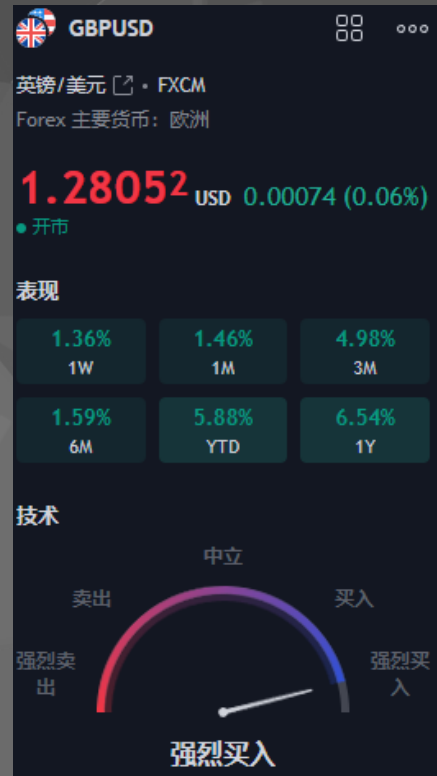 GBPUSD
英镑/美元 • FXCM
Forex 主要货币：欧洲
1.28052 USD 0.00074 (0.06%)
开市
表现
1.36% 1.46% 4.98%
1W 1M 3M
1.59% 5.88% 6.54%
6M YTD 1Y
技术
中立
卖出 买入
强烈卖出 强烈买入
强烈买入